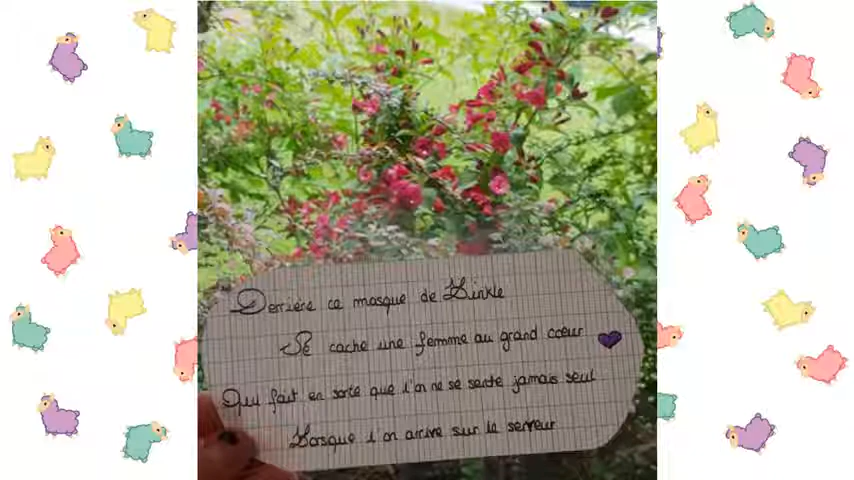 Derrière ce masque de Linkle
Se cache une femme au grand cœur
Qui fait en sorte que l'on ne se sente jamais seul
Lorsque l'on arrive sur le serveur